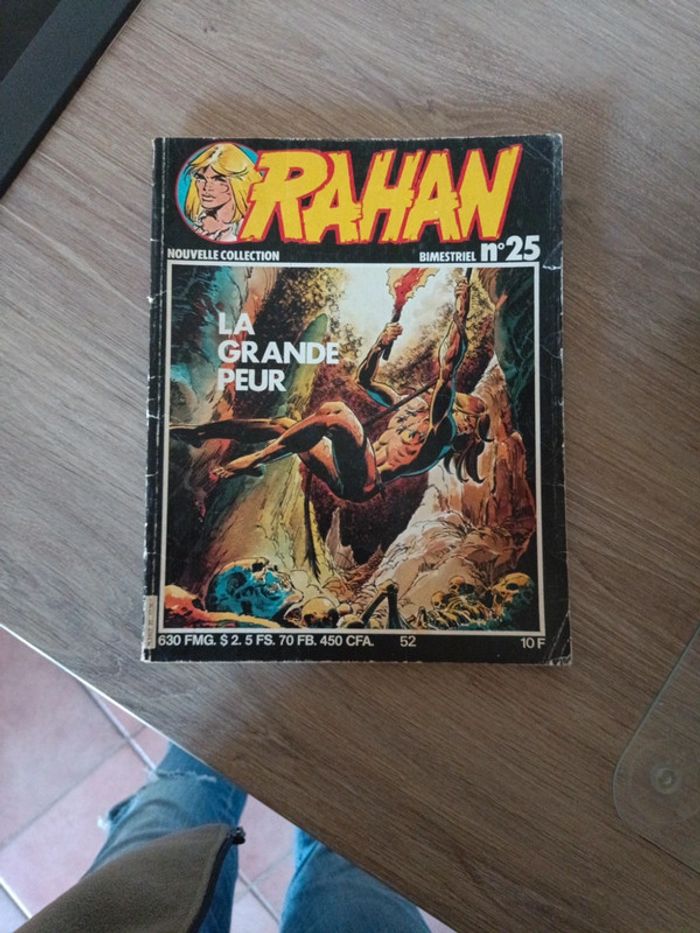 RAHAN
NOUVELLE COLLECTION
BIMESTRIEL n°25
LA
GRANDE
PEUR
630 FMG. $ 2. 5 FS. 70 FB. 450 CFA. 52 10 F